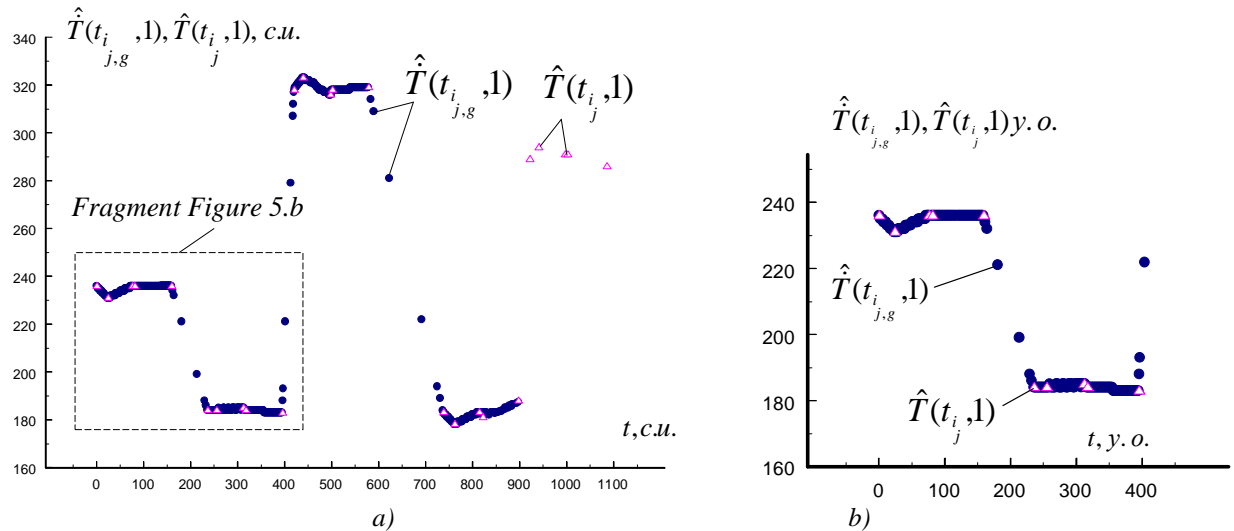 T̂̇(t_{i_{j,g}},1), T̂(t_{i_j},1), c.u.
340
320
300
280
260
240
220
200
180
160
T̂̇(t_{i_{j,g}},1)
T̂(t_{i_j},1)
Fragment Figure 5.b
t, c.u.
0 100 200 300 400 500 600 700 800 900 1000 1100
a)
T̂̇(t_{i_{j,g}},1), T̂(t_{i_j},1) y. o.
240
220
200
180
160
T̂̇(t_{i_{j,g}},1)
T̂(t_{i_j},1)
t, y. o.
0 100 200 300 400
b)